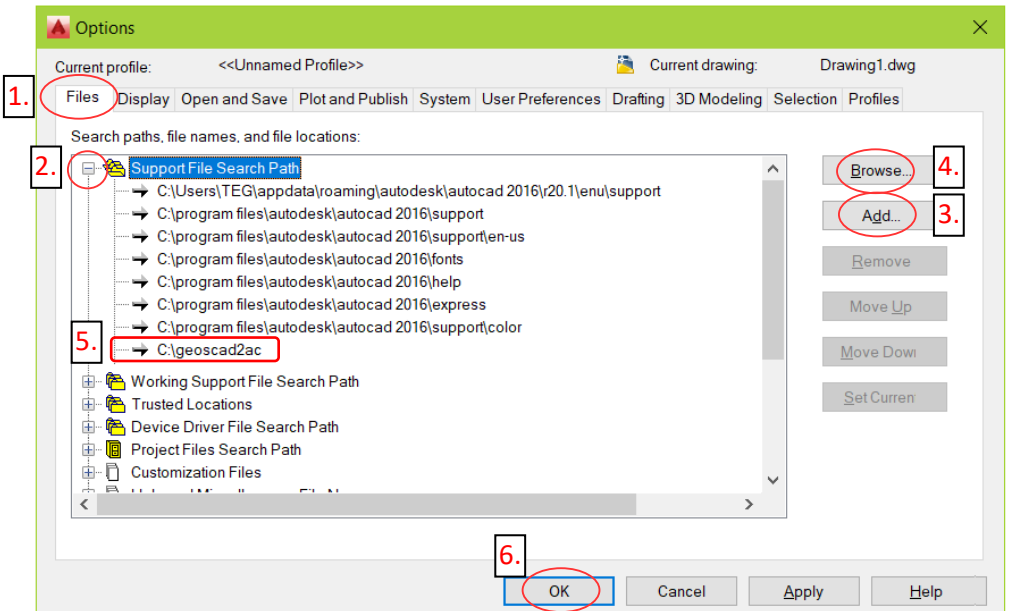 Options
Current profile: <<Unnamed Profile>> Current drawing: Drawing1.dwg
1. Files Display Open and Save Plot and Publish System User Preferences Drafting 3D Modeling Selection Profiles
Search paths, file names, and file locations:
2. Support File Search Path
C:\Users\TEG\appdata\roaming\autodesk\autocad 2016\r20.1\enu\support
C:\program files\autodesk\autocad 2016\support
C:\program files\autodesk\autocad 2016\support\en-us
C:\program files\autodesk\autocad 2016\fonts
C:\program files\autodesk\autocad 2016\help
C:\program files\autodesk\autocad 2016\express
C:\program files\autodesk\autocad 2016\support\color
5. C:\geoscad2ac
Working Support File Search Path
Trusted Locations
Device Driver File Search Path
Project Files Search Path
Customization Files
Browse... 4.
Add... 3.
Remove
Move Up
Move Dow
Set Curren
6. OK Cancel Apply Help